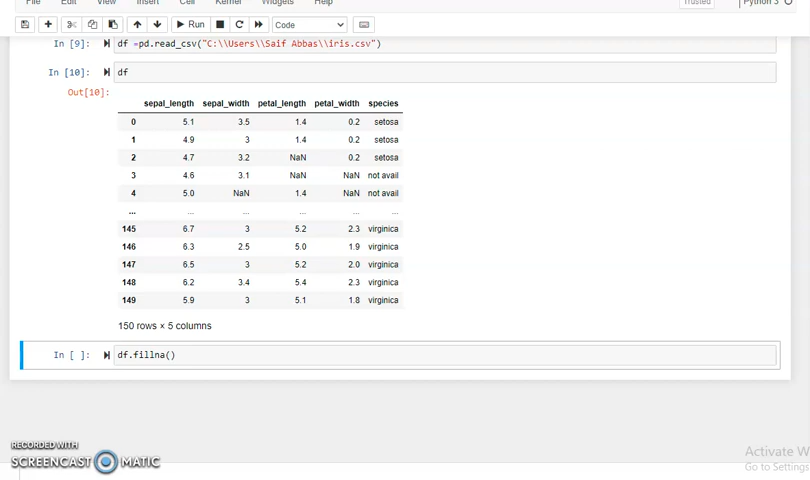 File Edit View Insert Cell Kernel Widgets Help Trusted Python 3
Run Code
In [9]: df =pd.read_csv("C:\\Users\\Saif Abbas\\iris.csv")
In [10]: df
Out[10]:
sepal_length sepal_width petal_length petal_width species
0 5.1 3.5 1.4 0.2 setosa
1 4.9 3 1.4 0.2 setosa
2 4.7 3.2 NaN 0.2 setosa
3 4.6 3.1 NaN NaN not avail
4 5.0 NaN 1.4 NaN not avail
... ... ... ... ... ...
145 6.7 3 5.2 2.3 virginica
146 6.3 2.5 5.0 1.9 virginica
147 6.5 3 5.2 2.0 virginica
148 6.2 3.4 5.4 2.3 virginica
149 5.9 3 5.1 1.8 virginica
150 rows × 5 columns
In [ ]: df.fillna()
RECORDED WITH
SCREENCAST MATIC
Activate W
Go to Settings